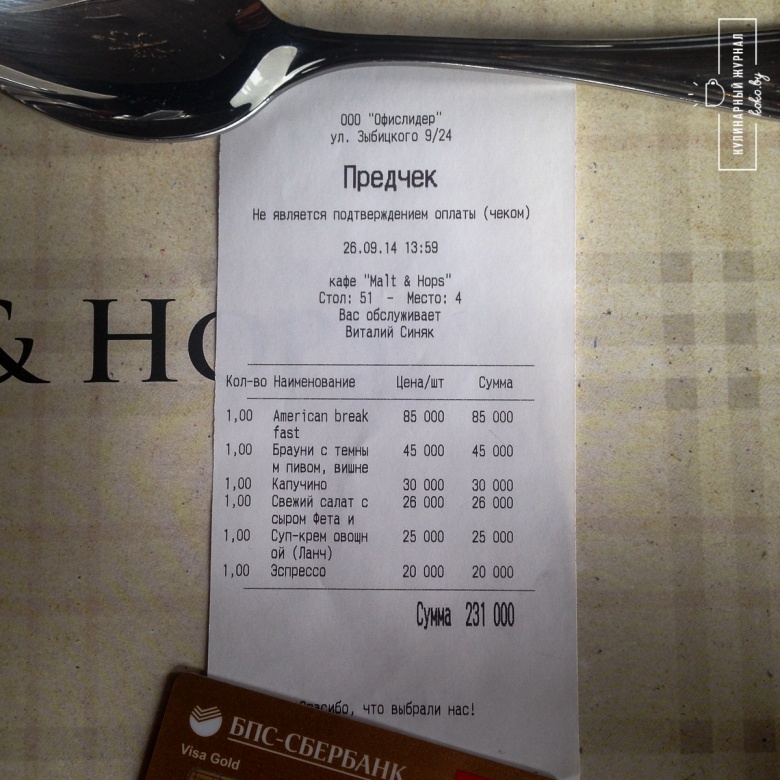 КУЛИНАРНЫЙ ЖУРНАЛ
koko.by
ООО "Офислидер"
ул. Зыбицкого 9/24
Предчек
Не является подтверждением оплаты (чеком)
26.09.14 13:59
кафе "Malt & Hops"
Стол: 51 - Место: 4
Вас обслуживает
Виталий Синяк
& Ho
Кол-во Наименование Цена/шт Сумма
1,00 American break 85 000 85 000
fast
1,00 Брауни с темны 45 000 45 000
м пивом, вишне
1,00 Капучино 30 000 30 000
1,00 Свежий салат с 26 000 26 000
сыром Фета и
1,00 Суп-крем овощн 25 000 25 000
ой (Ланч)
1,00 Эспрессо 20 000 20 000
Сумма 231 000
Спасибо, что выбрали нас!
БПС-СБЕРБАНК
Visa Gold